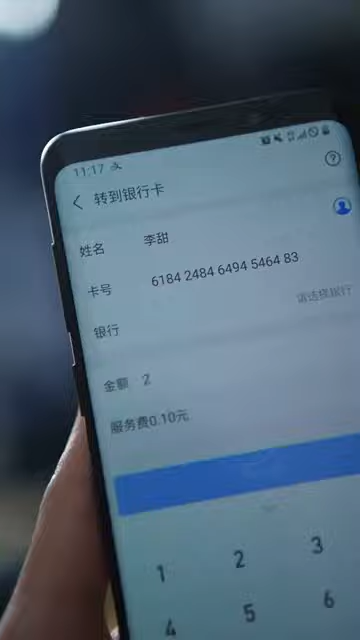 11:17
转到银行卡
姓名 李甜
卡号 6184 2484 6494 5464 83
银行 请选择银行
金额 2
服务费0.10元
1 2 3
4 5 6